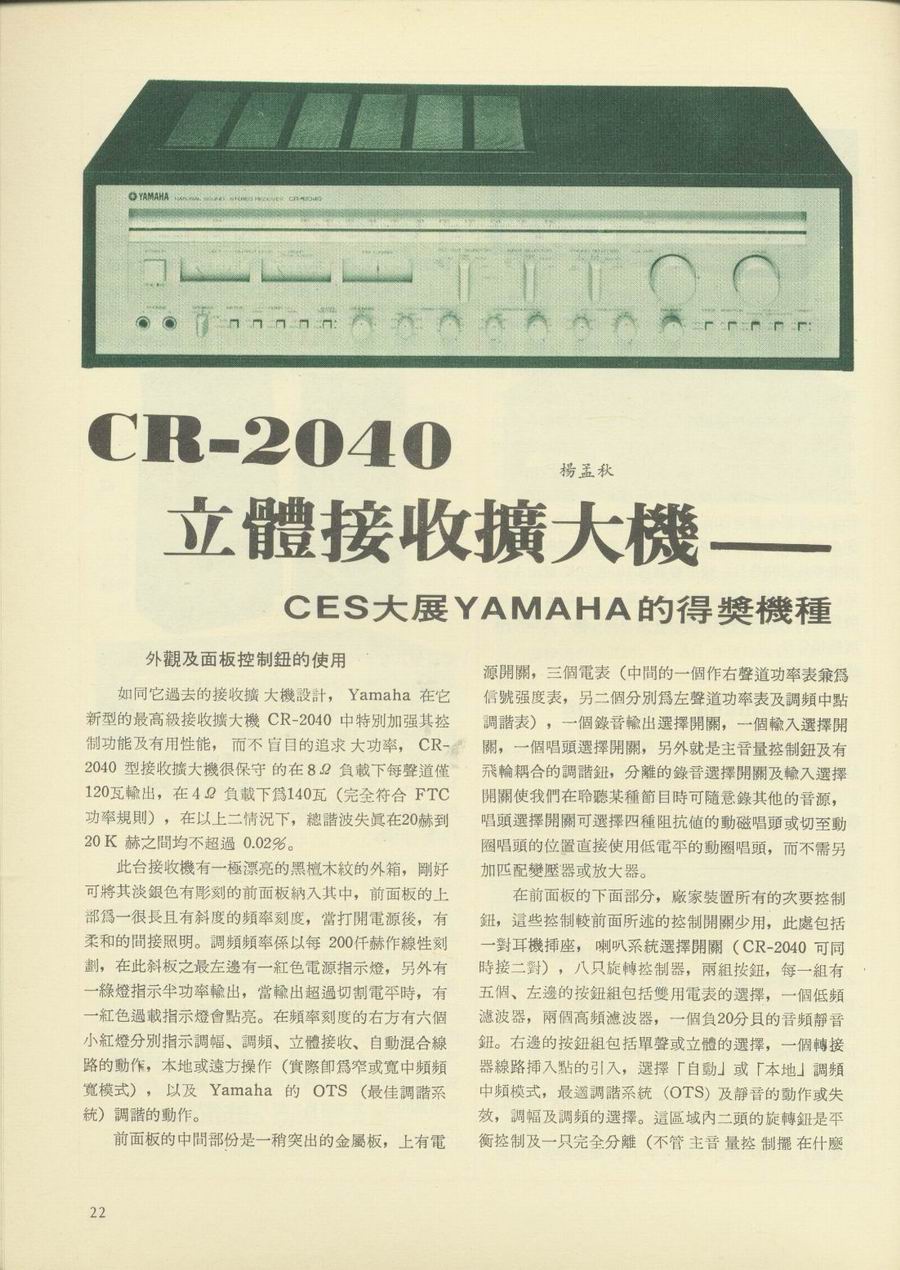 YAMAHA NATURAL SOUND STEREO RECEIVER CR-2040
CR-2040
楊孟秋
立體接收擴大機——
CES大展YAMAHA的得獎機種
外觀及面板控制鈕的使用
如同它過去的接收擴大機設計，Yamaha 在它
新型的最高級接收擴大機 CR-2040 中特別加强其控
制功能及有用性能，而不盲目的追求大功率，CR-
2040 型接收擴大機很保守的在8Ω 負載下每聲道僅
120瓦輸出，在4Ω 負載下爲140瓦（完全符合 FTC
功率規則），在以上二情況下，總諧波失眞在20赫到
20 K 赫之間均不超過 0.02%。
此台接收機有一極漂亮的黑檀木紋的外箱，剛好
可將其淡銀色有彫刻的前面板納入其中，前面板的上
部爲一很長且有斜度的頻率刻度，當打開電源後，有
柔和的間接照明。調頻頻率係以每 200仟赫作線性刻
劃，在此斜板之最左邊有一紅色電源指示燈，另外有
一綠燈指示半功率輸出，當輸出超過切割電平時，有
一紅色過載指示燈會點亮。在頻率刻度的右方有六個
小紅燈分別指示調幅、調頻、立體接收、自動混合線
路的動作，本地或遠方操作（實際卽爲窄或寬中頻頻
寬模式），以及 Yamaha 的 OTS（最佳調諧系
統）調諧的動作。
前面板的中間部份是一稍突出的金屬板，上有電
源開關，三個電表（中間的一個作右聲道功率表兼爲
信號强度表，另二個分別爲左聲道功率表及調頻中點
調諧表），一個錄音輸出選擇開關，一個輸入選擇開
關，一個唱頭選擇開關，另外就是主音量控制鈕及有
飛輪耦合的調諧鈕，分離的錄音選擇開關及輸入選擇
開關使我們在聆聽某種節目時可隨意錄其他的音源，
唱頭選擇開關可選擇四種阻抗値的動磁唱頭或切至動
圈唱頭的位置直接使用低電平的動圈唱頭，而不需另
加匹配變壓器或放大器。
在前面板的下面部分，廠家裝置所有的次要控制
鈕，這些控制較前面所述的控制開關少用，此處包括
一對耳機插座，喇叭系統選擇開關（CR-2040 可同
時接二對），八只旋轉控制器，兩組按鈕，每一組有
五個、左邊的按鈕組包括雙用電表的選擇，一個低頻
濾波器，兩個高頻濾波器，一個負20分貝的音頻靜音
鈕。右邊的按鈕組包括單聲或立體的選擇，一個轉接
器線路揷入點的引入，選擇「自動」或「本地」調頻
中頻模式，最適調諧系統（OTS）及靜音的動作或失
效，調幅及調頻的選擇。這區域內二頭的旋轉鈕是平
衡控制及一只完全分離（不管主音量控制擺在什麼
22